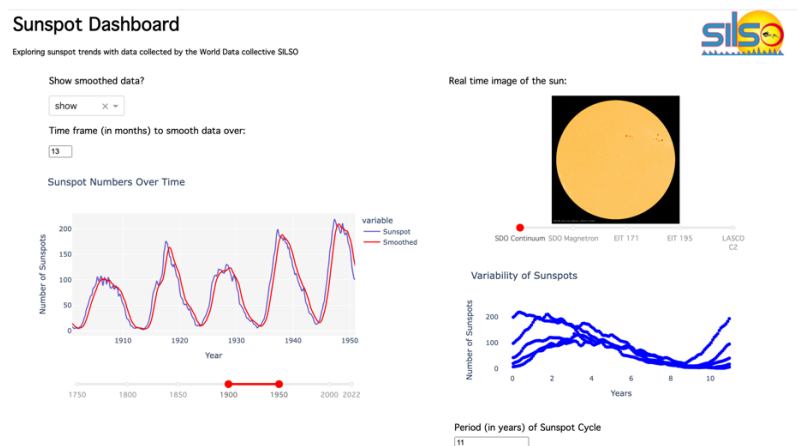 Sunspot Dashboard
silso
Exploring sunspot trends with data collected by the World Data collective SILSO
Show smoothed data?
show
Time frame (in months) to smooth data over:
13
Sunspot Numbers Over Time
variable
Sunspot
Smoothed
Number of Sunspots
200
150
100
50
0
1910 1920 1930 1940 1950
Year
1750 1800 1850 1900 1950 2000 2022
Real time image of the sun:
SDO Continuum SDO Magnetron EIT 171 EIT 195 LASCO
C2
Variability of Sunspots
Number of Sunspots
200
100
0
0 2 4 6 8 10
Years
Period (in years) of Sunspot Cycle
11